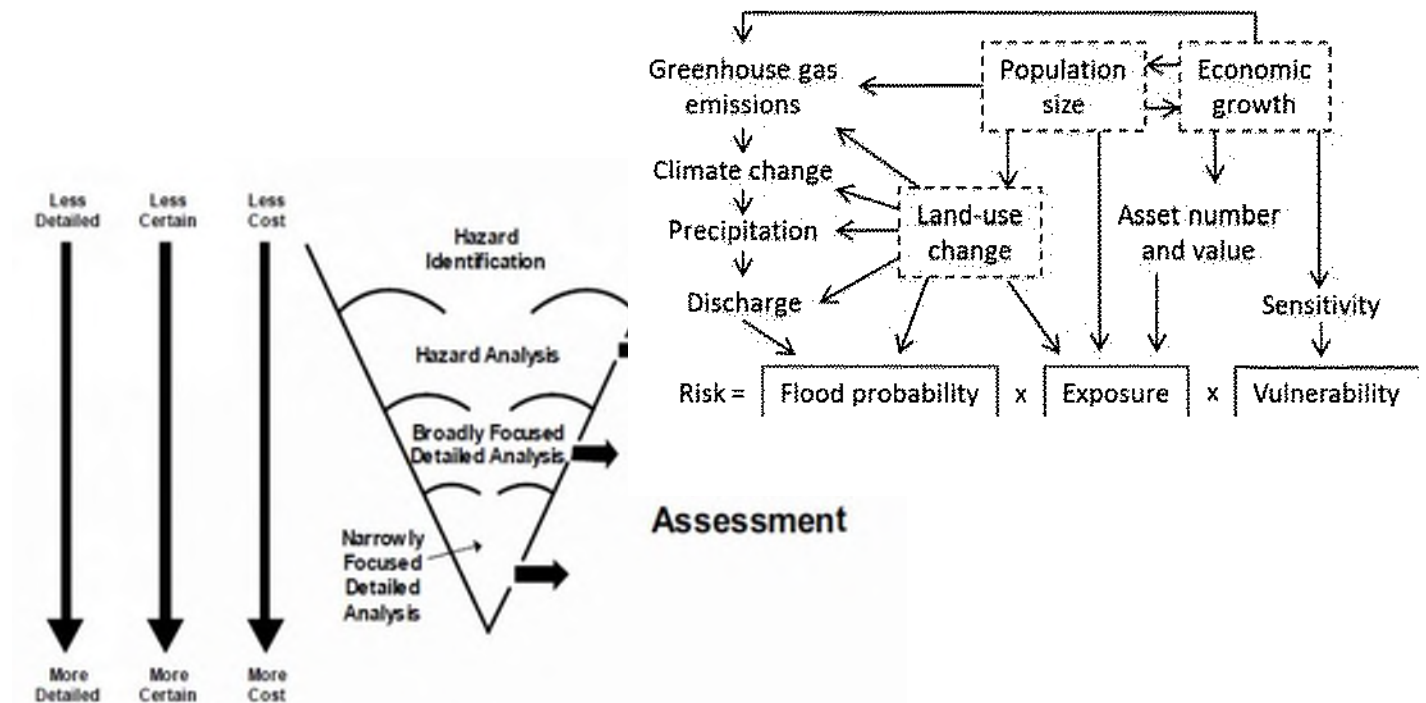 Less
Detailed
Less
Certain
Less
Cost
Hazard
Identification
Hazard Analysis
Broadly Focused
Detailed Analysis
Narrowly
Focused
Detailed
Analysis
More
Detailed
More
Certain
More
Cost
Greenhouse gas
emissions
Population
size
Economic
growth
Climate change
Precipitation
Land-use
change
Asset number
and value
Discharge
Sensitivity
Risk = Flood probability x Exposure x Vulnerability
Assessment